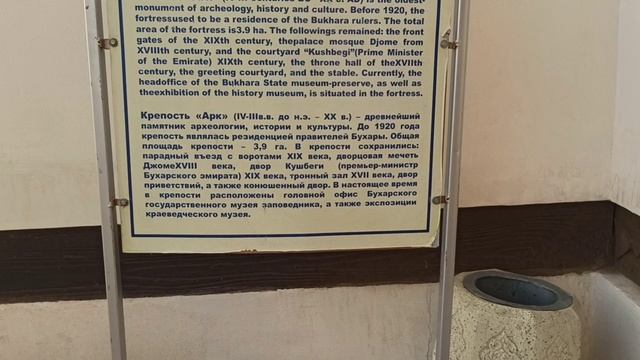 is the oldest
monument of archeology, history and culture. Before 1920, the
fortressused to be a residence of the Bukhara rulers. The total
area of the fortress is3.9 ha. The followings remained: the front
gates of the XIXth century, thepalace mosque Djome from
XVIIIth century, and the courtyard “Kushbegi”(Prime Minister
of the Emirate) XIXth century, the throne hall of theXVIIth
century, the greeting courtyard, and the stable. Currently, the
headoffice of the Bukhara State museum-preserve, as well as
theexhibition of the history museum, is situated in the fortress.
Крепость «Арк» (IV-IIIв.в. до н.э. – XX в.) – древнейший
памятник археологии, истории и культуры. До 1920 года
крепость являлась резиденцией правителей Бухары. Общая
площадь крепости – 3,9 га. В крепости сохранились:
парадный въезд с воротами XIX века, дворцовая мечеть
ДжомеXVIII века, двор Кушбеги (премьер-министр
Бухарского эмирата) XIX века, тронный зал XVII века, двор
приветствий, а также конюшенный двор. В настоящее время
в крепости расположены головной офис Бухарского
государственного музея заповедника, а также экспозиции
краеведческого музея.